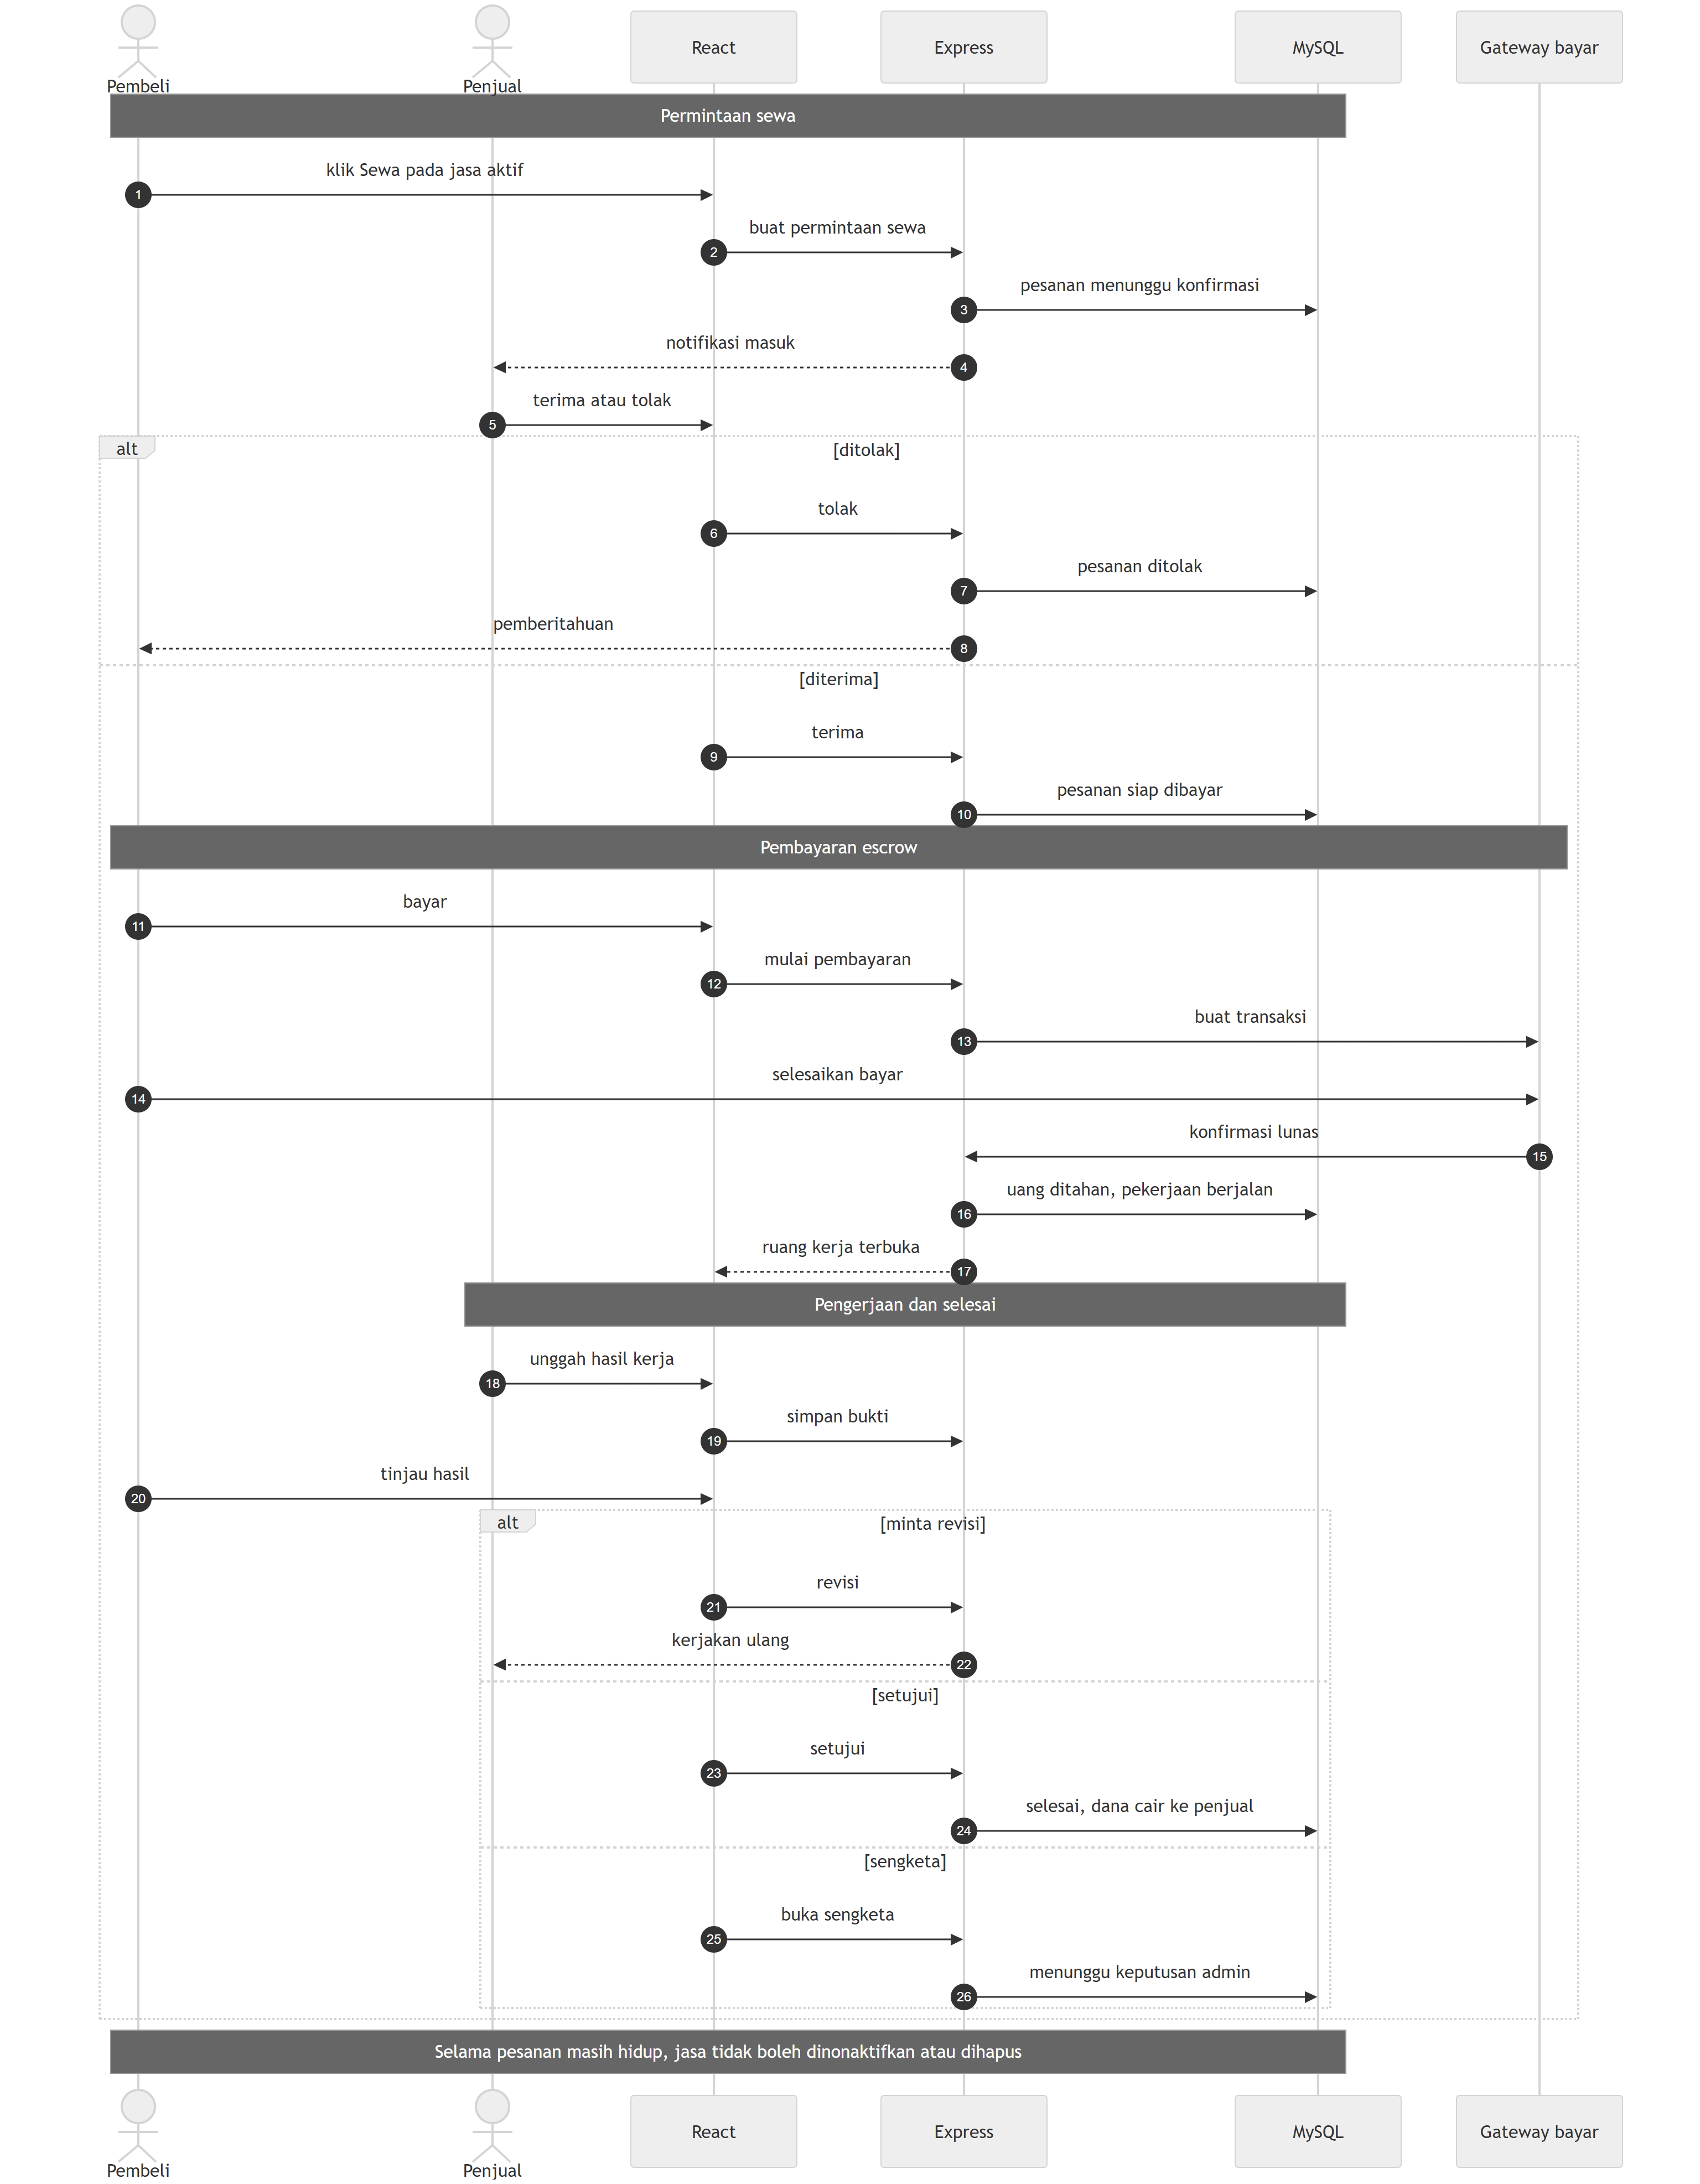 Pembeli
Penjual
React
Express
MySQL
Gateway bayar
Permintaan sewa
klik Sewa pada jasa aktif
1
buat permintaan sewa
2
pesanan menunggu konfirmasi
3
notifikasi masuk
4
terima atau tolak
5
alt
[ditolak]
tolak
6
pesanan ditolak
7
pemberitahuan
8
[diterima]
terima
9
pesanan siap dibayar
10
Pembayaran escrow
bayar
11
mulai pembayaran
12
buat transaksi
13
selesaikan bayar
14
konfirmasi lunas
15
uang ditahan, pekerjaan berjalan
16
ruang kerja terbuka
17
Pengerjaan dan selesai
unggah hasil kerja
18
simpan bukti
19
tinjau hasil
20
alt
[minta revisi]
revisi
21
kerjakan ulang
22
[setujui]
setujui
23
selesai, dana cair ke penjual
24
[sengketa]
buka sengketa
25
menunggu keputusan admin
26
Selama pesanan masih hidup, jasa tidak boleh dinonaktifkan atau dihapus
Pembeli
Penjual
React
Express
MySQL
Gateway bayar